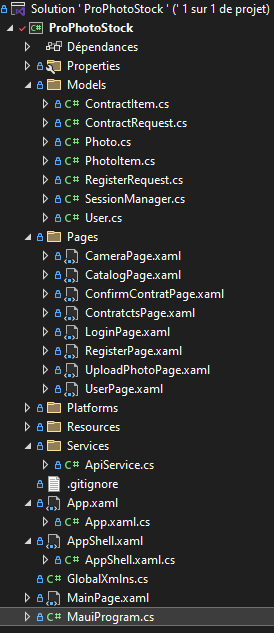 Solution ' ProPhotoStock ' (' 1 sur 1 de projet)
ProPhotoStock
Dépendances
Properties
Models
C# ContractItem.cs
C# ContractRequest.cs
C# Photo.cs
C# PhotoItem.cs
C# RegisterRequest.cs
C# SessionManager.cs
C# User.cs
Pages
CameraPage.xaml
CatalogPage.xaml
ConfirmContratPage.xaml
ContratctsPage.xaml
LoginPage.xaml
RegisterPage.xaml
UploadPhotoPage.xaml
UserPage.xaml
Platforms
Resources
Services
C# ApiService.cs
.gitignore
App.xaml
C# App.xaml.cs
AppShell.xaml
C# AppShell.xaml.cs
C# GlobalXmlns.cs
MainPage.xaml
C# MauiProgram.cs